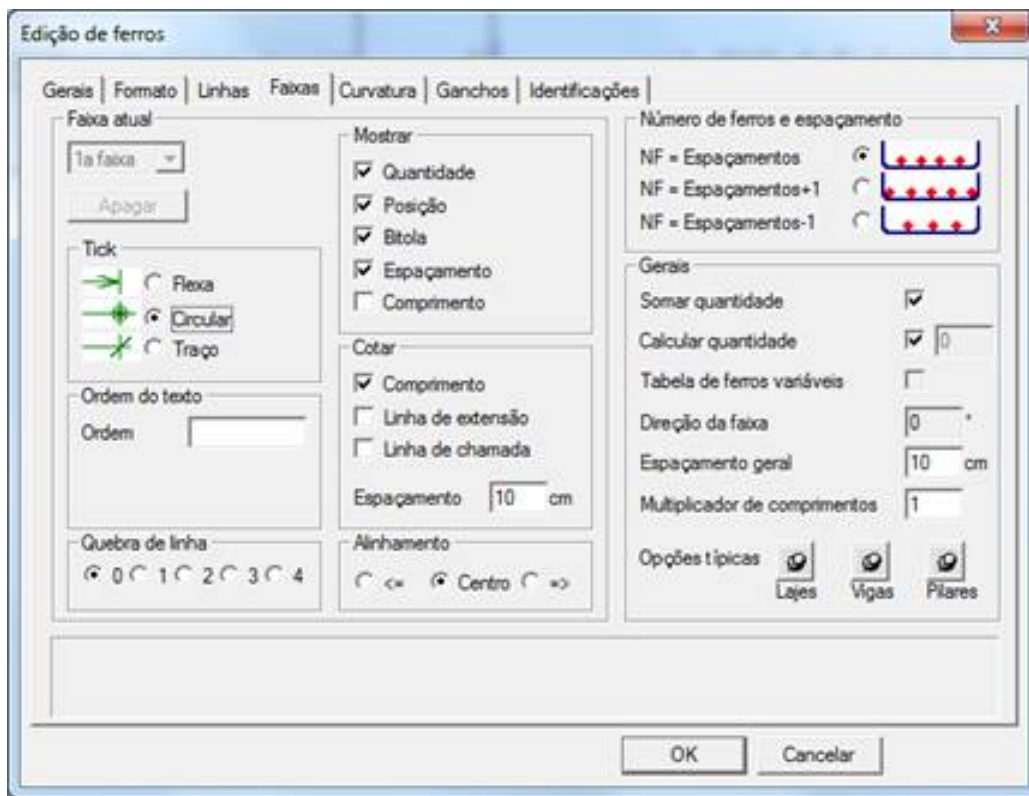 Edição de ferros
Gerais Formato Linhas Faixas Curvatura Ganchos Identificações
Faixa atual
1a faixa
Apagar
Tick
Flexa
Circular
Traço
Ordem do texto
Ordem
Quebra de linha
0 1 2 3 4
Mostrar
Quantidade
Posição
Bitola
Espaçamento
Comprimento
Cotar
Comprimento
Linha de extensão
Linha de chamada
Espaçamento 10 cm
Alinhamento
<= Centro =>
Número de ferros e espaçamento
NF = Espaçamentos
NF = Espaçamentos+1
NF = Espaçamentos-1
Gerais
Somar quantidade
Calcular quantidade 0
Tabela de ferros variáveis
Direção da faixa 0 °
Espaçamento geral 10 cm
Multiplicador de comprimentos 1
Opções típicas
Lajes Vigas Pilares
OK Cancelar